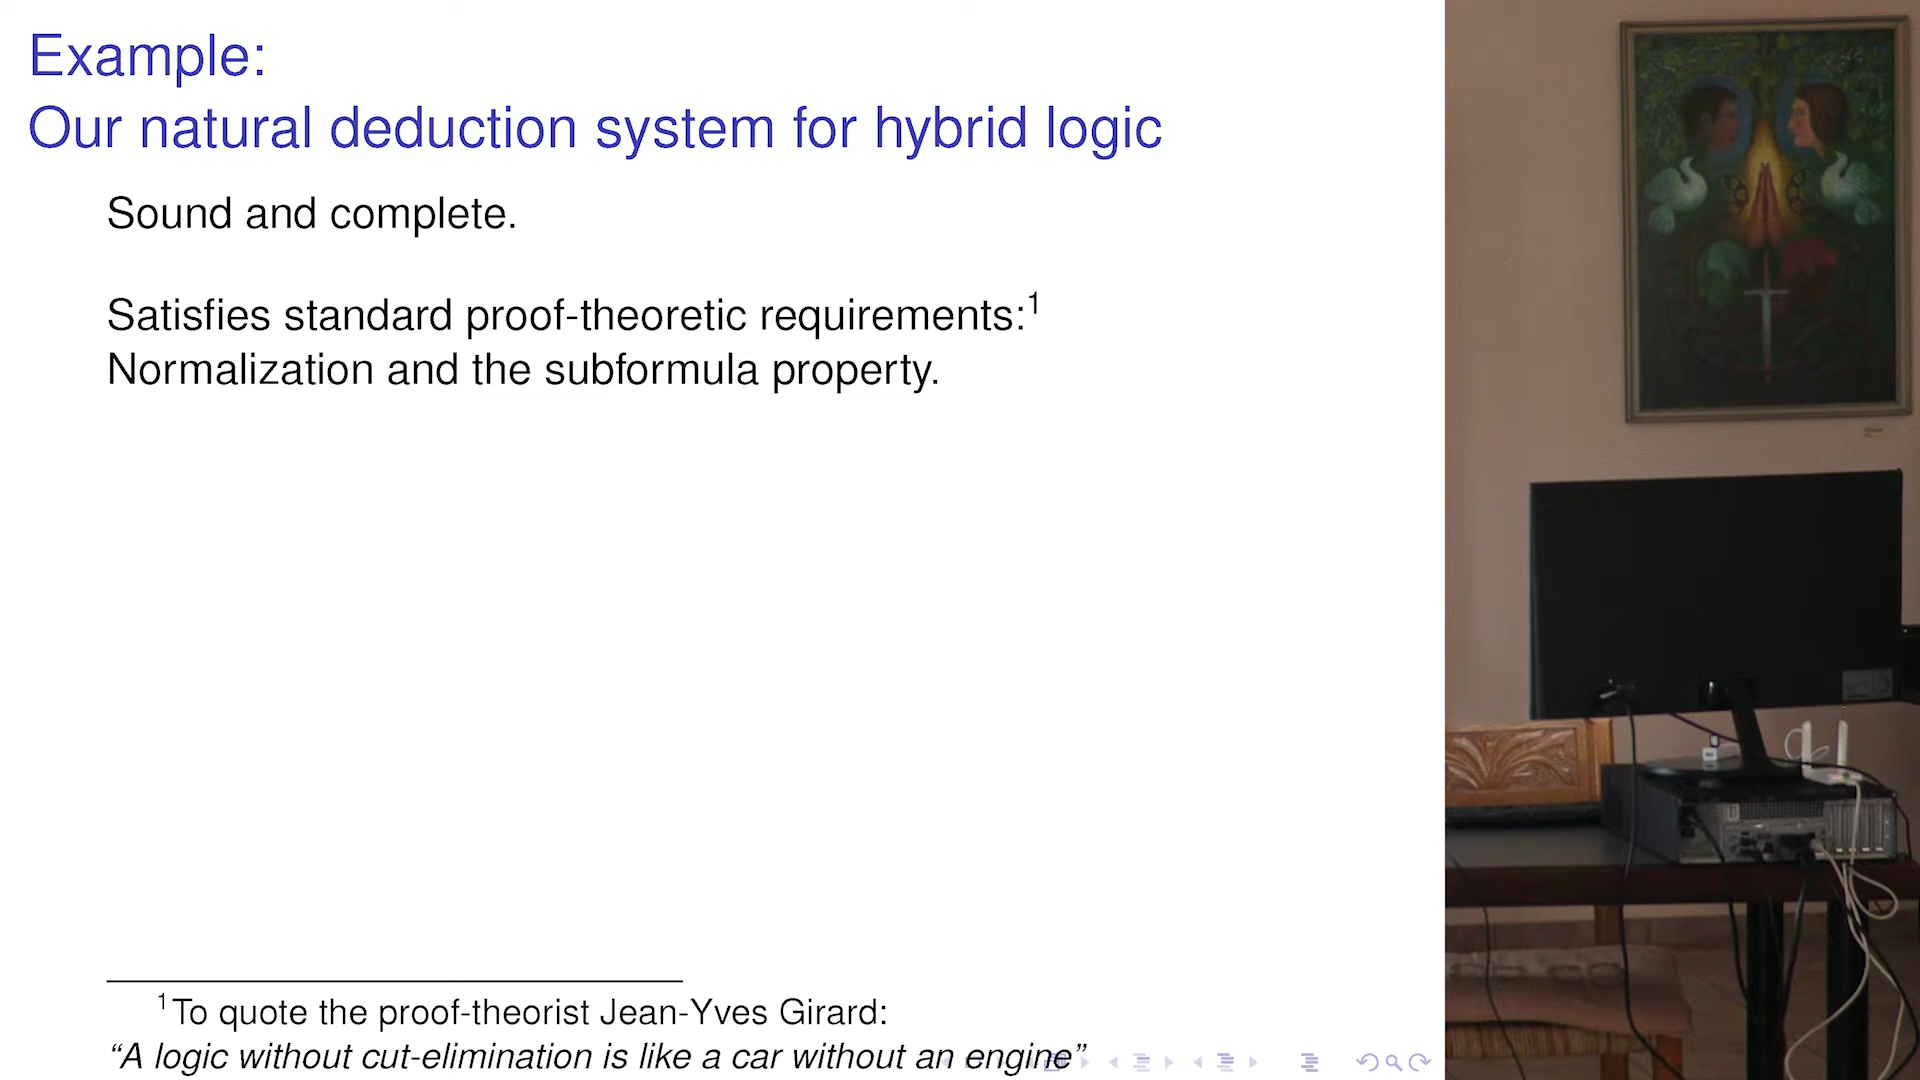 Example:
Our natural deduction system for hybrid logic
Sound and complete.
Satisfies standard proof-theoretic requirements:¹
Normalization and the subformula property.
¹To quote the proof-theorist Jean-Yves Girard:
“A logic without cut-elimination is like a car without an engine”